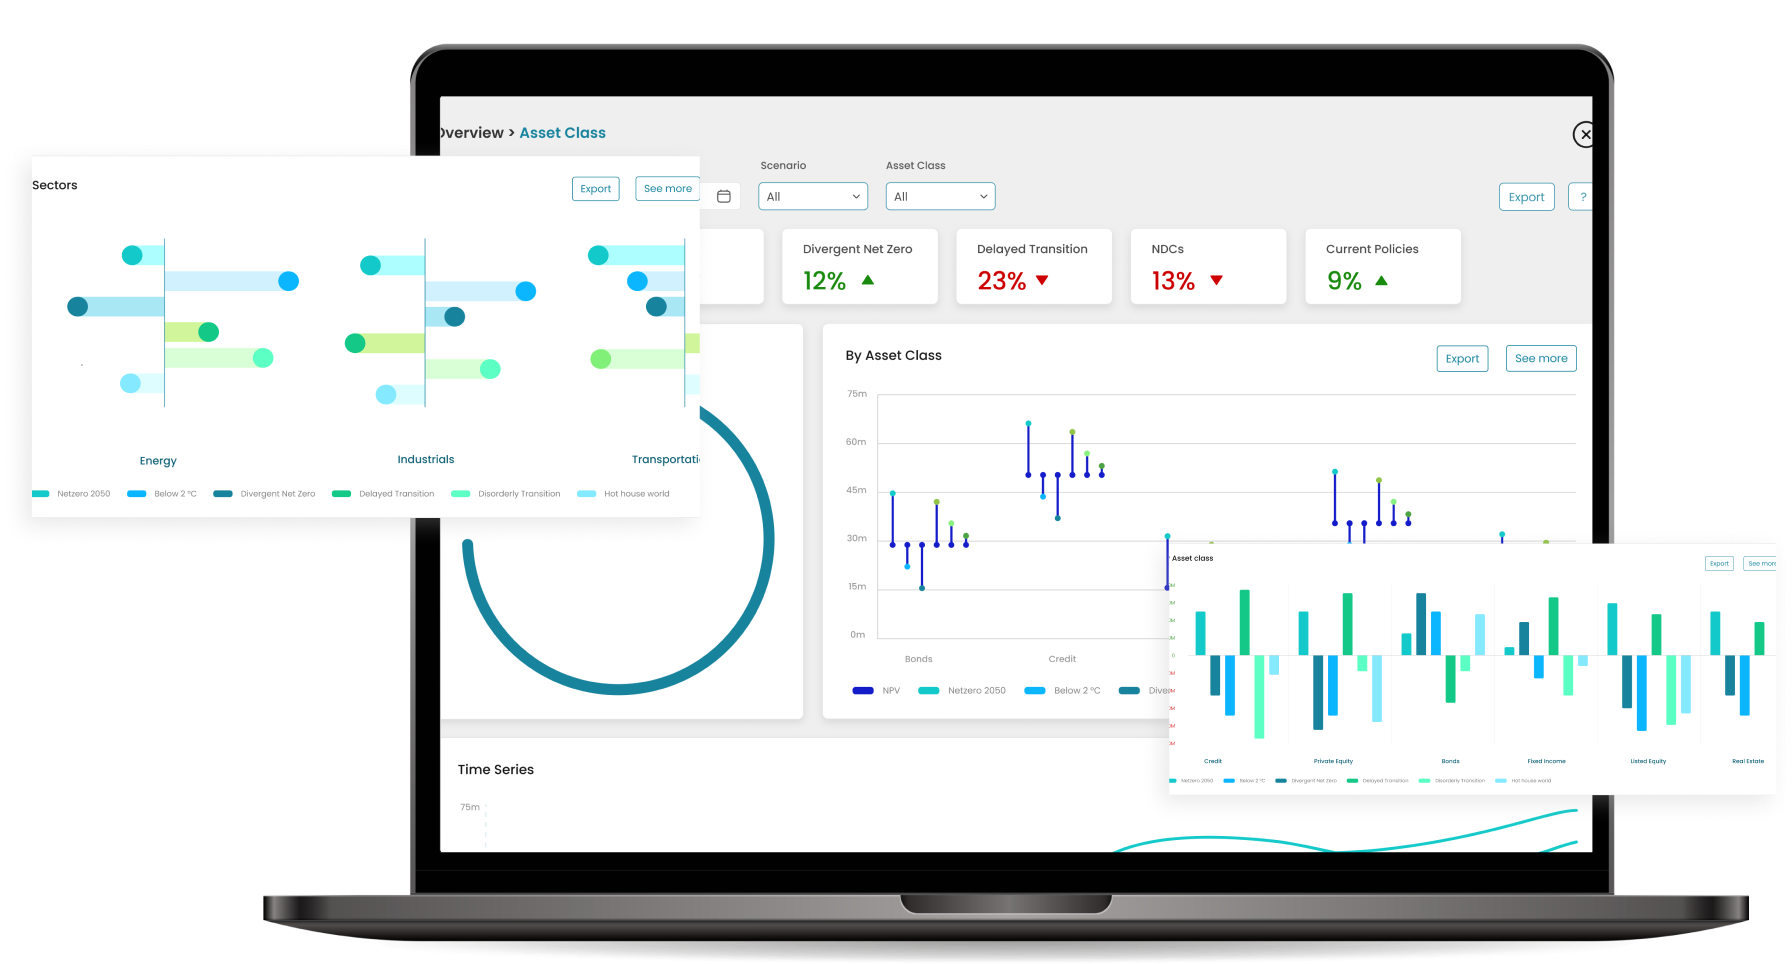 Overview > Asset Class
Scenario
Asset Class
All
All
Export
?
Divergent Net Zero
12%
Delayed Transition
23%
NDCs
13%
Current Policies
9%
Sectors
Export
See more
Energy
Industrials
Transportati
Netzero 2050
Below 2 °C
Divergent Net Zero
Delayed Transition
Disorderly Transition
Hot house world
By Asset Class
Export
See more
75m
60m
45m
30m
15m
0m
Bonds
Credit
NPV
Netzero 2050
Below 2 °C
Dive
Asset class
Export
See more
0
Credit
Private Equity
Bonds
Fixed Income
Listed Equity
Real Estate
Netzero 2050
Below 2 °C
Divergent Net Zero
Delayed Transition
Disorderly Transition
Hot house world
Time Series
75m